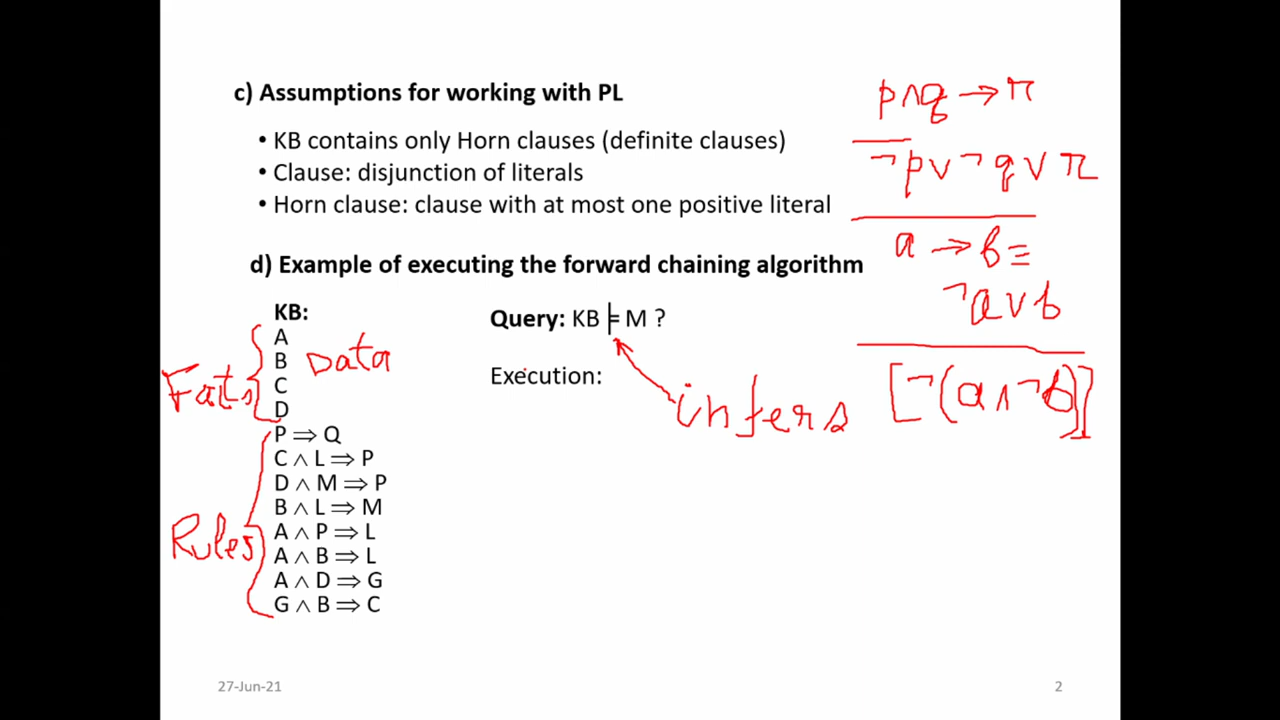 c) Assumptions for working with PL
• KB contains only Horn clauses (definite clauses)
• Clause: disjunction of literals
• Horn clause: clause with at most one positive literal
p∧q → r
¬p ∨ ¬q ∨ r
a → b ≡
¬a ∨ b
[¬(a ∧ ¬b)]
d) Example of executing the forward chaining algorithm
KB:
A
B
C
D
Facts
Data
P ⇒ Q
C ∧ L ⇒ P
D ∧ M ⇒ P
B ∧ L ⇒ M
A ∧ P ⇒ L
A ∧ B ⇒ L
A ∧ D ⇒ G
G ∧ B ⇒ C
Rules
Query: KB ⊨ M ?
infers
Execution:
27-Jun-21
2